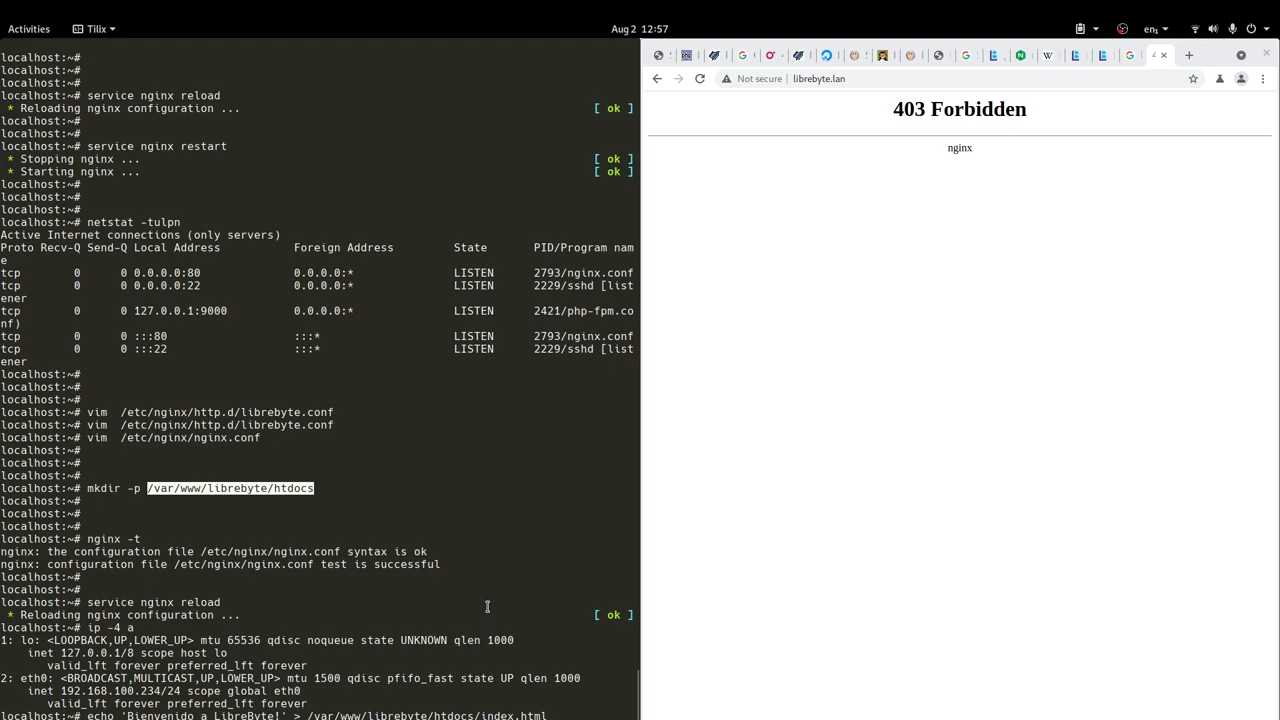 Activities
Tilix
Aug 2 12:57
en₁
localhost:~#
localhost:~#
localhost:~#
localhost:~# service nginx reload
* Reloading nginx configuration ... [ ok ]
localhost:~#
localhost:~#
localhost:~# service nginx restart
* Stopping nginx ... [ ok ]
* Starting nginx ... [ ok ]
localhost:~#
localhost:~#
localhost:~#
localhost:~# netstat -tulpn
Active Internet connections (only servers)
Proto Recv-Q Send-Q Local Address Foreign Address State PID/Program nam
e
tcp 0 0 0.0.0.0:80 0.0.0.0:* LISTEN 2793/nginx.conf
tcp 0 0 0.0.0.0:22 0.0.0.0:* LISTEN 2229/sshd [list
ener
tcp 0 0 127.0.0.1:9000 0.0.0.0:* LISTEN 2421/php-fpm.co
nf)
tcp 0 0 :::80 :::* LISTEN 2793/nginx.conf
tcp 0 0 :::22 :::* LISTEN 2229/sshd [list
ener
localhost:~#
localhost:~#
localhost:~#
localhost:~# vim /etc/nginx/http.d/librebyte.conf
localhost:~# vim /etc/nginx/http.d/librebyte.conf
localhost:~# vim /etc/nginx/nginx.conf
localhost:~#
localhost:~#
localhost:~#
localhost:~# mkdir -p /var/www/librebyte/htdocs
localhost:~#
localhost:~#
localhost:~#
localhost:~# nginx -t
nginx: the configuration file /etc/nginx/nginx.conf syntax is ok
nginx: configuration file /etc/nginx/nginx.conf test is successful
localhost:~#
localhost:~#
localhost:~# service nginx reload
* Reloading nginx configuration ... [ ok ]
localhost:~# ip -4 a
1: lo: <LOOPBACK,UP,LOWER_UP> mtu 65536 qdisc noqueue state UNKNOWN qlen 1000
inet 127.0.0.1/8 scope host lo
valid_lft forever preferred_lft forever
2: eth0: <BROADCAST,MULTICAST,UP,LOWER_UP> mtu 1500 qdisc pfifo_fast state UP qlen 1000
inet 192.168.100.234/24 scope global eth0
valid_lft forever preferred_lft forever
localhost:~# echo 'Bienvenido a LibreByte!' > /var/www/librebyte/htdocs/index.html
Not secure
librebyte.lan
403 Forbidden
nginx